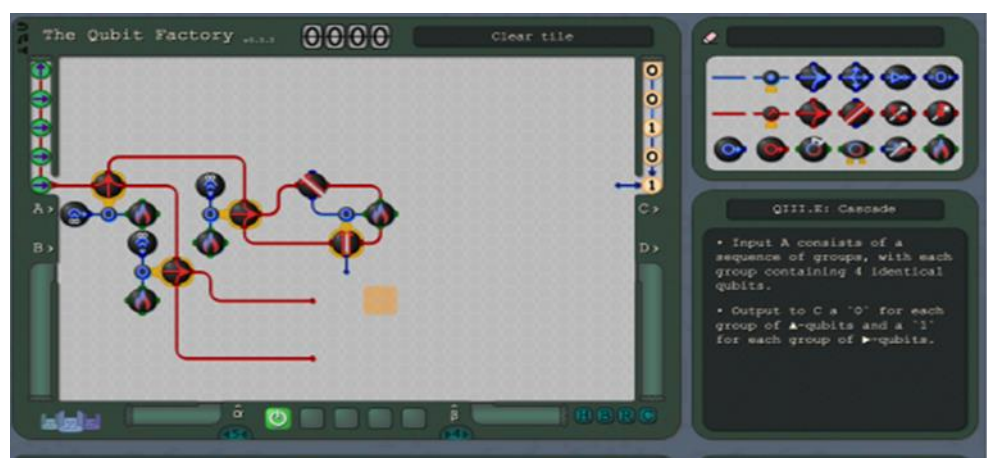 The Qubit Factory
0000
Clear tile
0
0
1
0
1
A>
B>
C>
D>
α
β
H A R C
QIII.E: Cascade
• Input A consists of a
sequence of groups, with each
group containing 4 identical
qubits.
• Output to C a `0` for each
group of ▲-qubits and a `1`
for each group of ►-qubits.